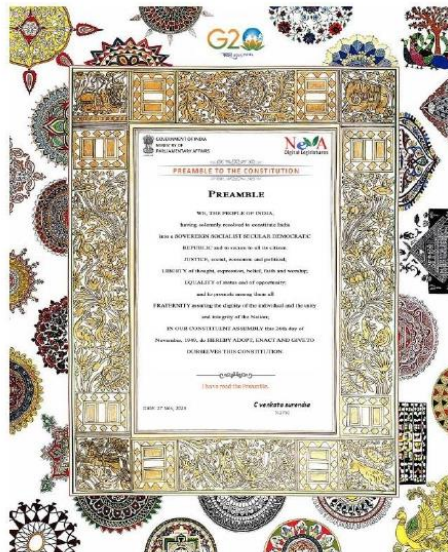 G20
GOVERNMENT OF INDIA
MINISTRY OF
PARLIAMENTARY AFFAIRS
NeVA
Digital Legislatures
PREAMBLE TO THE CONSTITUTION
PREAMBLE
WE, THE PEOPLE OF INDIA,
having solemnly resolved to constitute India
into a SOVEREIGN SOCIALIST SECULAR DEMOCRATIC
REPUBLIC and to secure to all its citizens
JUSTICE, social, economic and political;
LIBERTY of thought, expression, belief, faith and worship;
EQUALITY of status and of opportunity;
and to promote among them all
FRATERNITY assuring the dignity of the individual and the unity
and integrity of the Nation;
IN OUR CONSTITUENT ASSEMBLY this 26th day of
November, 1949, do HEREBY ADOPT, ENACT AND GIVE TO
OURSELVES THIS CONSTITUTION
I have read the Preamble.
C venkata surendra